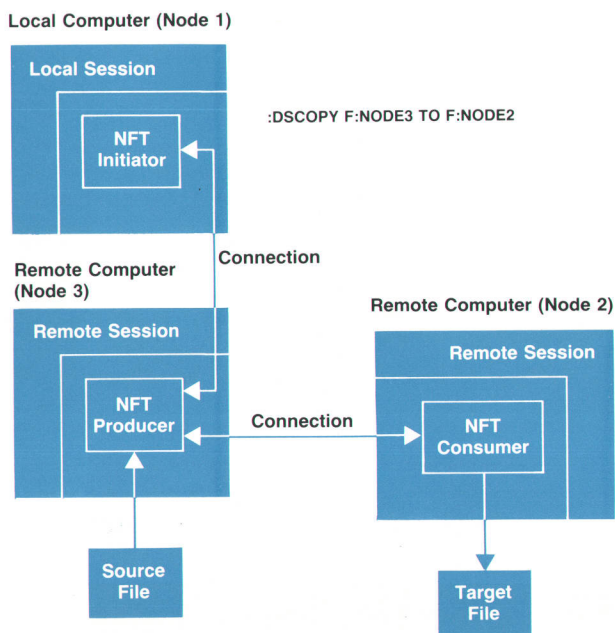 Local Computer (Node 1)
Local Session
NFT
Initiator
:DSCOPY F:NODE3 TO F:NODE2
Connection
Remote Computer
(Node 3)
Remote Session
NFT
Producer
Connection
Remote Computer (Node 2)
Remote Session
NFT
Consumer
Source
File
Target
File